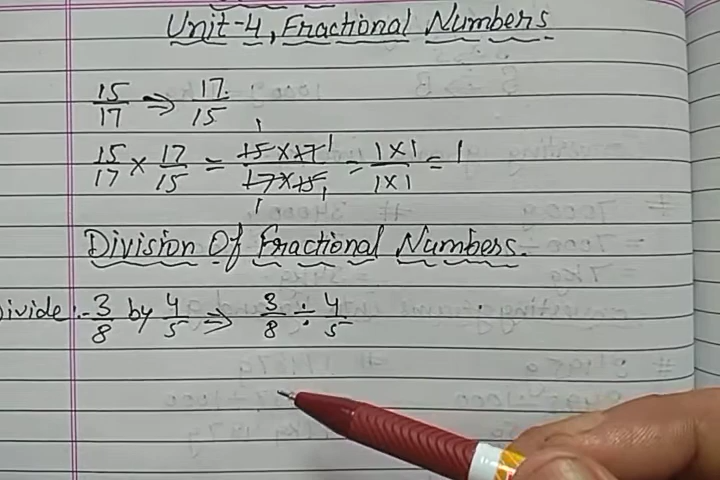 Unit-4, Fractional Numbers
15/17 ⇒ 17/15
15/17 × 17/15 = 15×17/17×15 = 1×1/1×1 = 1
Division Of Fractional Numbers.
ivide:- 3/8 by 4/5 ⇒ 3/8 ÷ 4/5